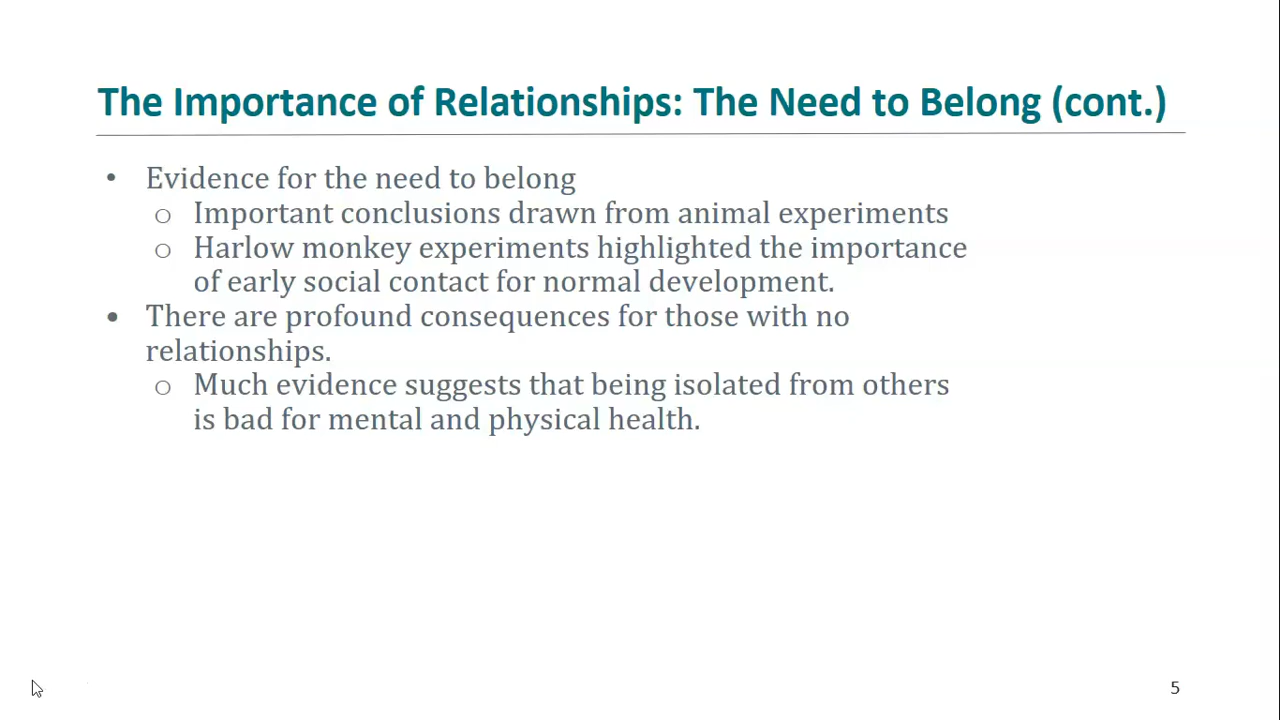 The Importance of Relationships: The Need to Belong (cont.)
• Evidence for the need to belong
○ Important conclusions drawn from animal experiments
○ Harlow monkey experiments highlighted the importance
of early social contact for normal development.
• There are profound consequences for those with no
relationships.
○ Much evidence suggests that being isolated from others
is bad for mental and physical health.
5